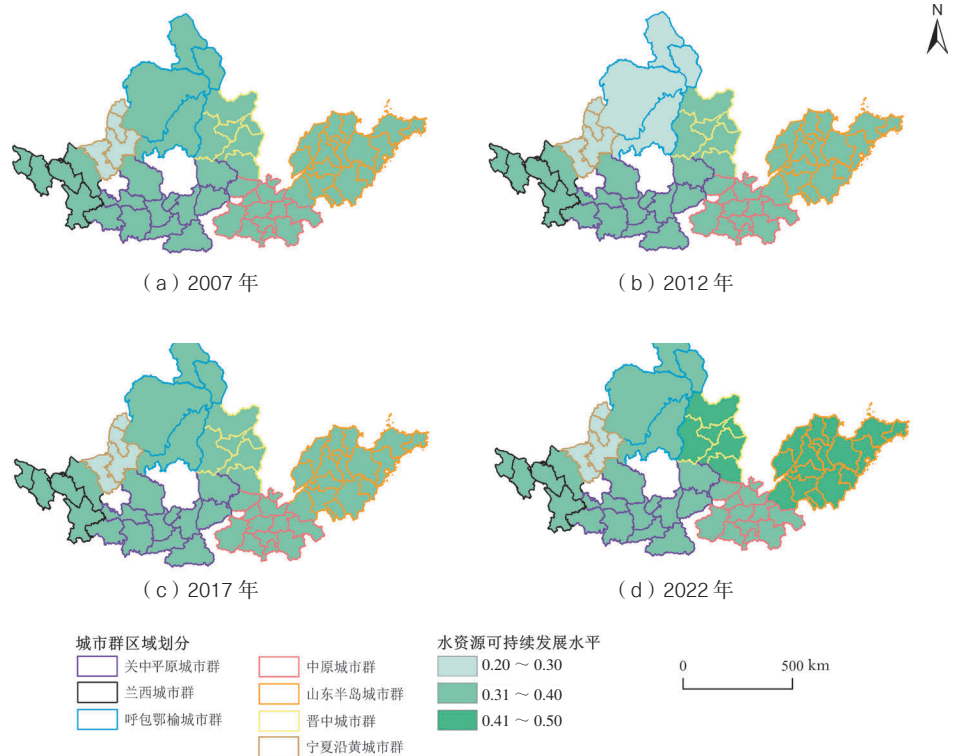 N
（a）2007 年
（b）2012 年
（c）2017 年
（d）2022 年
城市群区域划分
关中平原城市群
兰西城市群
呼包鄂榆城市群
中原城市群
山东半岛城市群
晋中城市群
宁夏沿黄城市群
水资源可持续发展水平
0.20 ～ 0.30
0.31 ～ 0.40
0.41 ～ 0.50
0 500 km